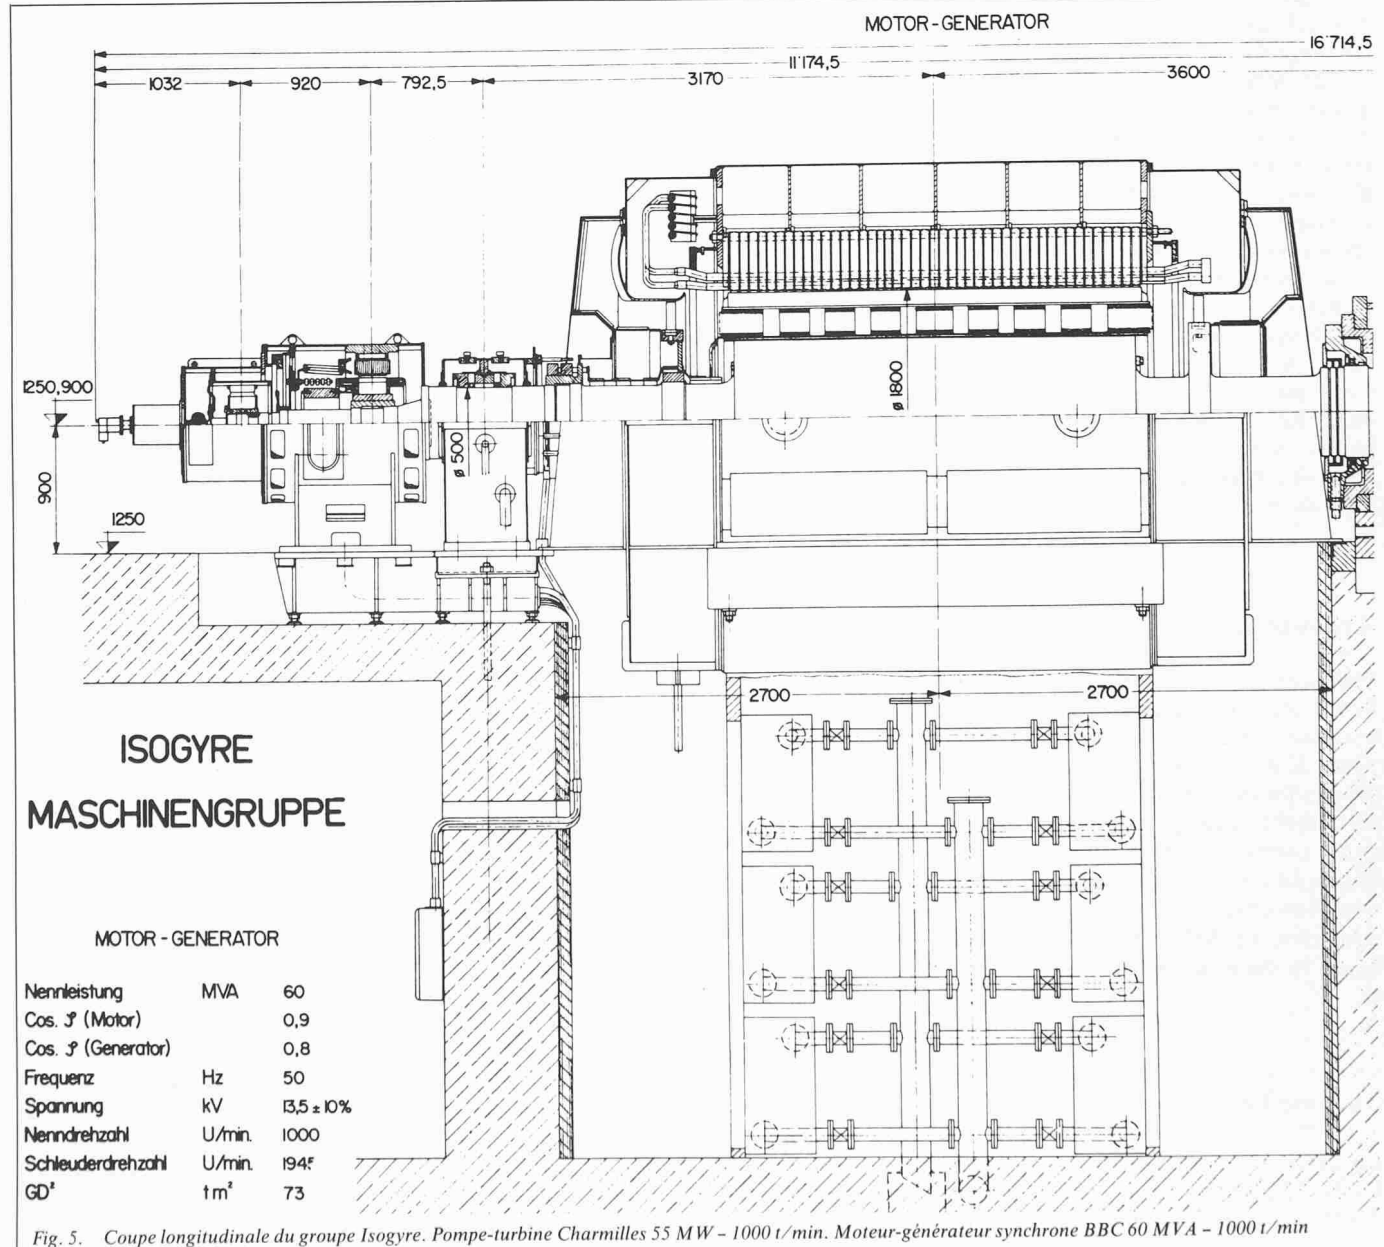 MOTOR-GENERATOR
16'714,5
11'174,5
1032 920 792,5 3170 3600
1250,900
900
1250
ø 500
ø 1800
2700 2700
ISOGYRE
MASCHINENGRUPPE
MOTOR - GENERATOR
Nennleistung MVA 60
Cos. φ (Motor) 0,9
Cos. φ (Generator) 0,8
Frequenz Hz 50
Spannung kV 13,5 ± 10%
Nenndrehzahl U/min. 1000
Schleuderdrehzahl U/min.
GD² tm² 73
Fig. 5. Coupe longitudinale du groupe Isogyre. Pompe-turbine Charmilles 55 MW – 1000 t/min. Moteur-générateur synchrone BBC 60 MVA – 1000 t/min